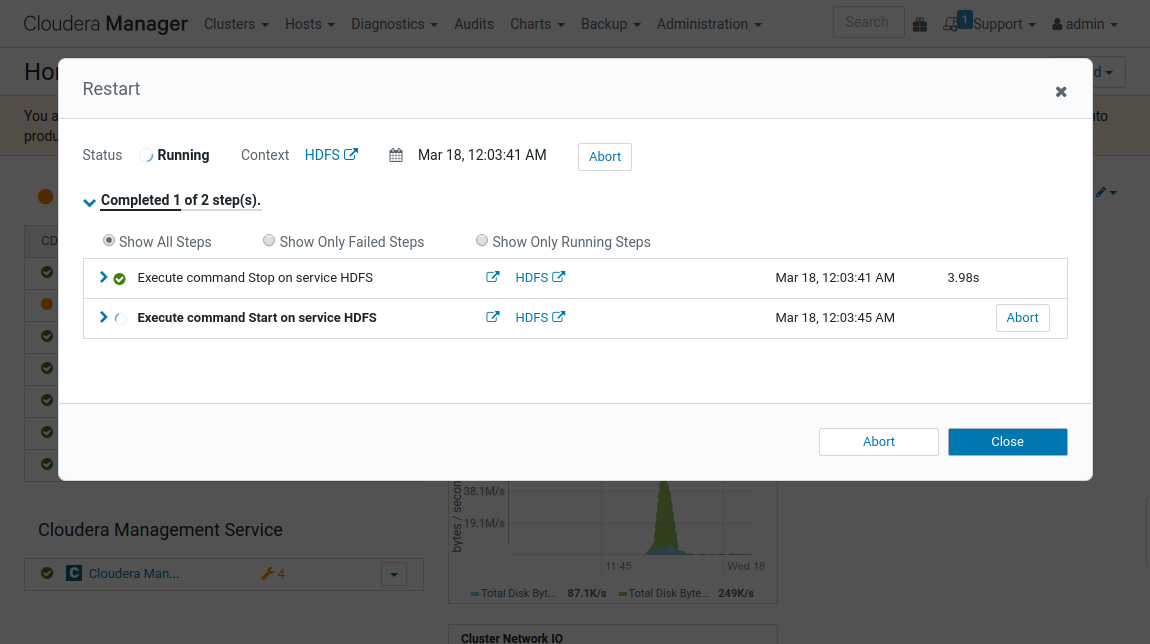 Cloudera Manager Clusters Hosts Diagnostics Audits Charts Backup Administration Search 1 Support admin
Restart
You a
produ
Status Running Context HDFS Mar 18, 12:03:41 AM Abort
Completed 1 of 2 step(s).
Show All Steps Show Only Failed Steps Show Only Running Steps
Execute command Stop on service HDFS HDFS Mar 18, 12:03:41 AM 3.98s
Execute command Start on service HDFS HDFS Mar 18, 12:03:45 AM Abort
Abort Close
bytes / secon
38.1M/s
19.1M/s
11:45 Wed 18
Total Disk Byt... 87.1K/s Total Disk Byte... 249K/s
Cloudera Management Service
C Cloudera Man... 4
Cluster Network IO